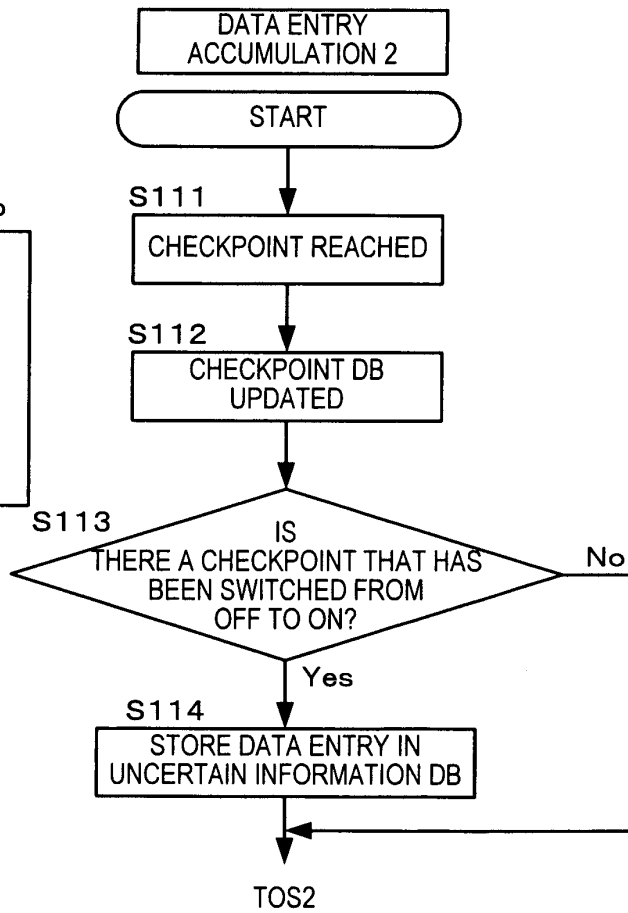 DATA ENTRY
ACCUMULATION 2
START
S111
CHECKPOINT REACHED
S112
CHECKPOINT DB
UPDATED
S113
IS
THERE A CHECKPOINT THAT HAS
BEEN SWITCHED FROM
OFF TO ON?
No
Yes
S114
STORE DATA ENTRY IN
UNCERTAIN INFORMATION DB
TOS2